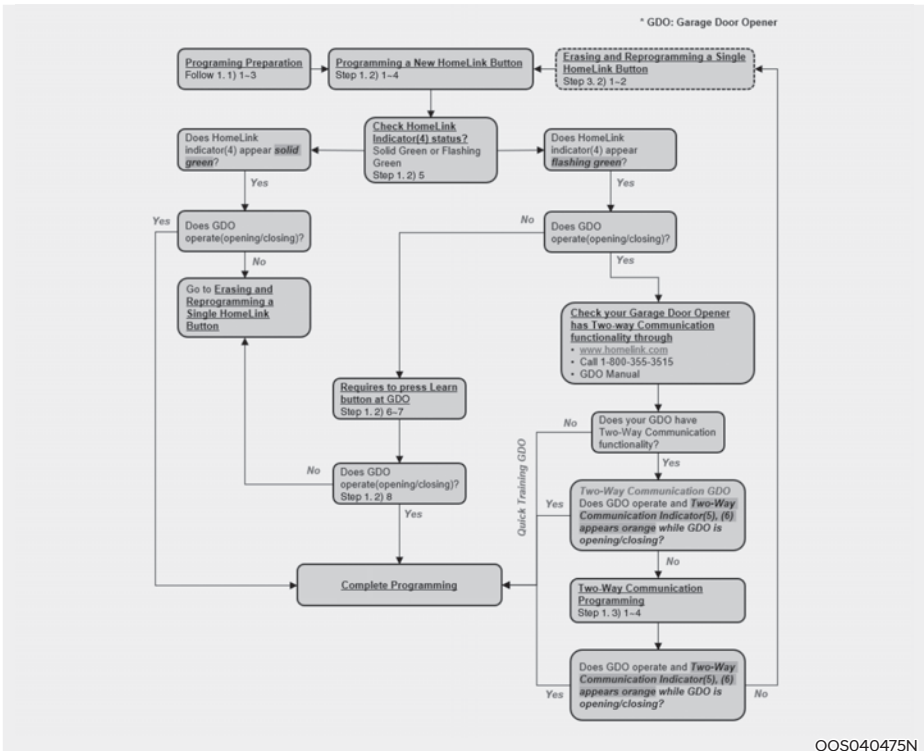 * GDO: Garage Door Opener
Programing Preparation
Follow 1. 1) 1~3
Programming a New HomeLink Button
Step 1. 2) 1~4
Erasing and Reprogramming a Single
HomeLink Button
Step 3. 2) 1~2
Check HomeLink
Indicator(4) status?
Solid Green or Flashing
Green
Step 1. 2) 5
Does HomeLink
indicator(4) appear solid
green?
Does HomeLink
indicator(4) appear
flashing green?
Yes
Yes
Yes
Does GDO
operate(opening/closing)?
No
Does GDO
operate(opening/closing)?
No
Yes
Go to Erasing and
Reprogramming a
Single HomeLink
Button
Check your Garage Door Opener
has Two-way Communication
functionality through
• www.homelink.com
• Call 1-800-355-3515
• GDO Manual
Requires to press Learn
button at GDO
Step 1. 2) 6~7
No
Does your GDO have
Two-Way Communication
functionality?
Yes
Quick Training GDO
No
Does GDO
operate(opening/closing)?
Step 1. 2) 8
Yes
Yes
Two-Way Communication GDO
Does GDO operate and Two-Way
Communication Indicator(5), (6)
appears orange while GDO is
opening/closing?
No
Complete Programming
Two-Way Communication
Programming
Step 1. 3) 1~4
Does GDO operate and Two-Way
Communication Indicator(5), (6)
appears orange while GDO is
opening/closing?
Yes
No
OOS040475N